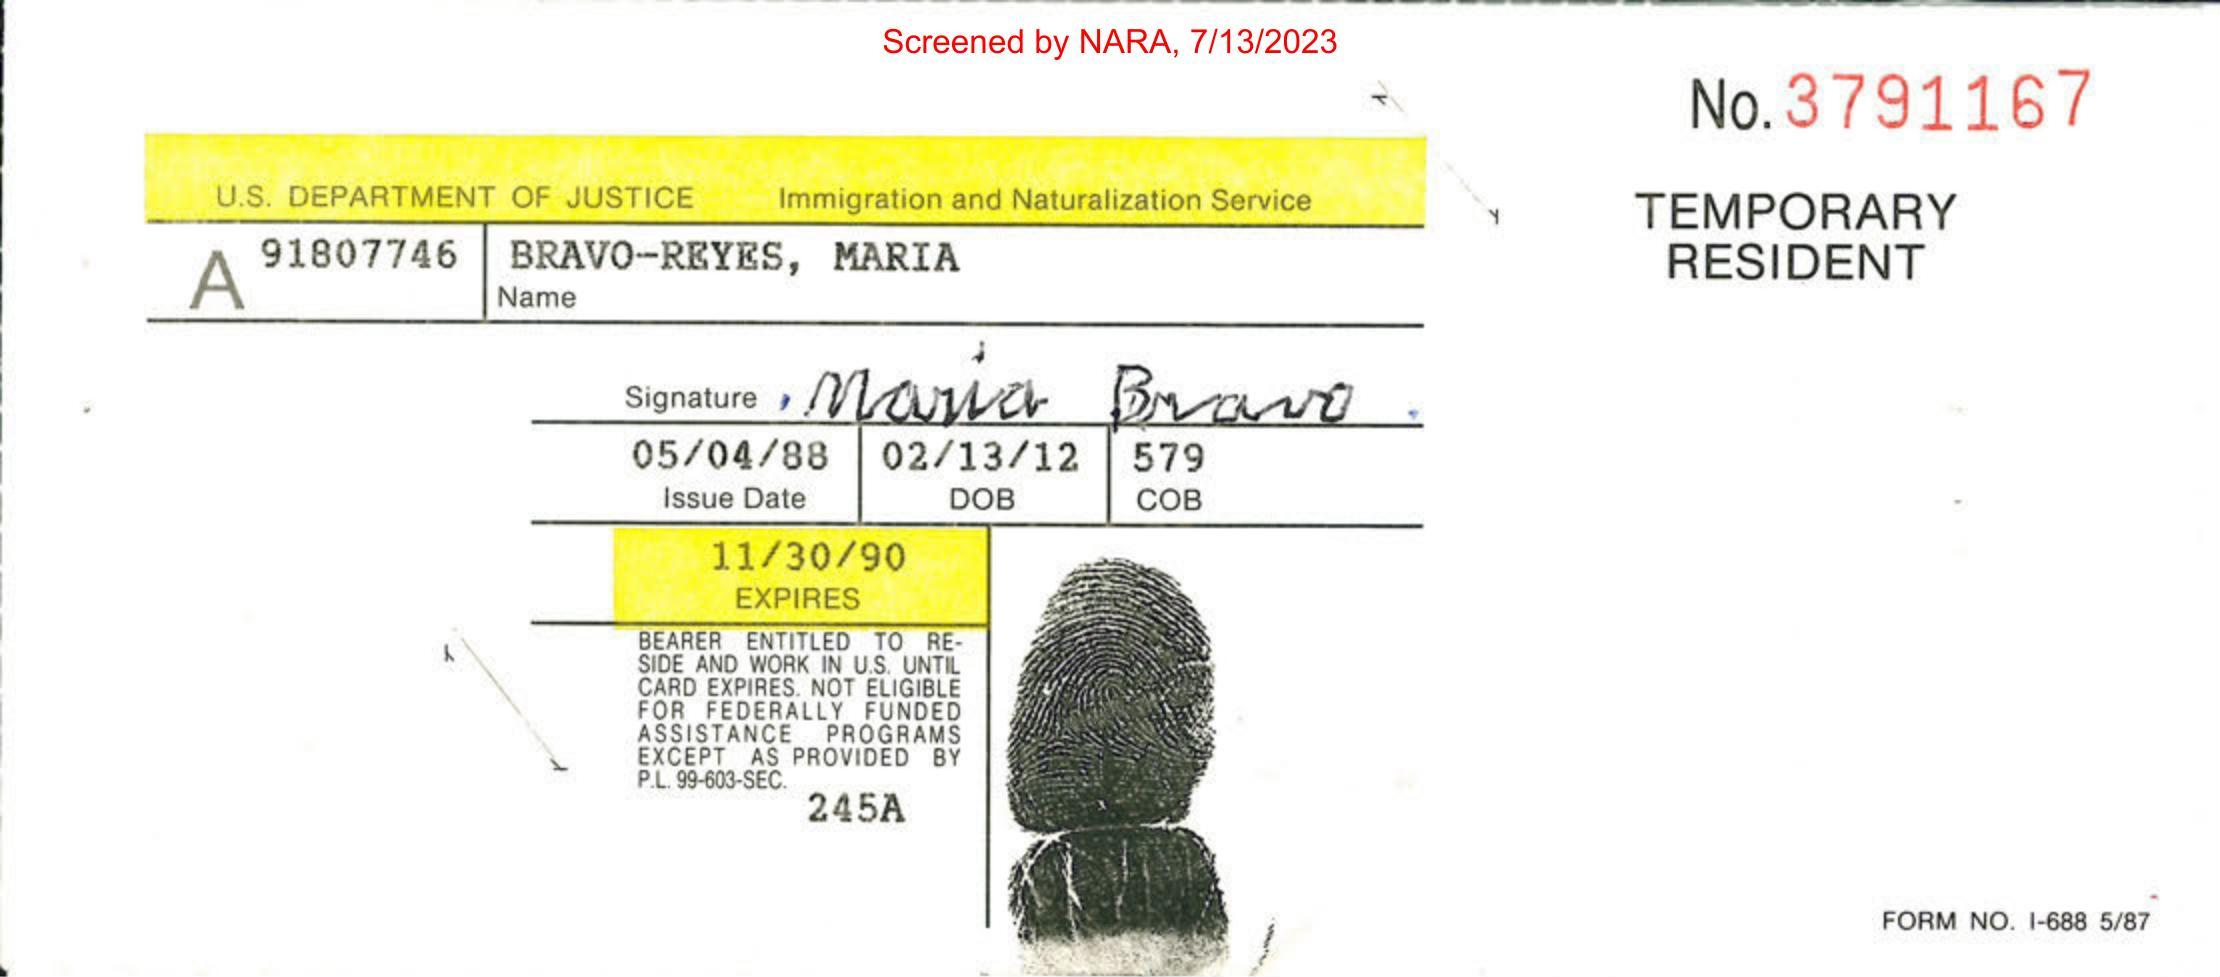 Screened by NARA, 7/13/2023
No. 3791167
TEMPORARY
RESIDENT
U.S. DEPARTMENT OF JUSTICE Immigration and Naturalization Service
A 91807746 BRAVO-REYES, MARIA
Name
Signature Maria Bravo
05/04/88 02/13/12 579
Issue Date DOB COB
11/30/90
EXPIRES
BEARER ENTITLED TO RE-
SIDE AND WORK IN U.S. UNTIL
CARD EXPIRES. NOT ELIGIBLE
FOR FEDERALLY FUNDED
ASSISTANCE PROGRAMS
EXCEPT AS PROVIDED BY
P.L. 99-603-SEC.
245A
FORM NO. I-688 5/87